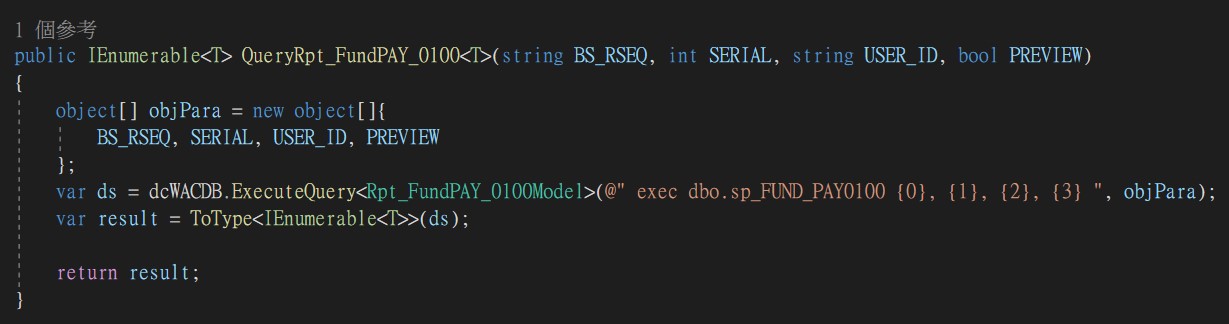 1 個參考
public IEnumerable<T> QueryRpt_FundPAY_0100<T>(string BS_RSEQ, int SERIAL, string USER_ID, bool PREVIEW)
{
object[] objPara = new object[]{
BS_RSEQ, SERIAL, USER_ID, PREVIEW
};
var ds = dcWACDB.ExecuteQuery<Rpt_FundPAY_0100Model>(@" exec dbo.sp_FUND_PAY0100 {0}, {1}, {2}, {3} ", objPara);
var result = ToType<IEnumerable<T>>(ds);
return result;
}